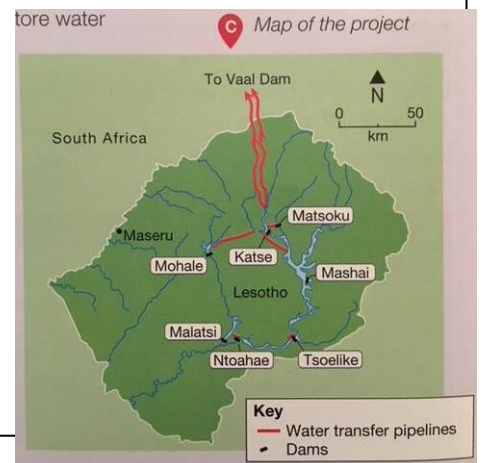 tore water
C Map of the project
To Vaal Dam
N
0 50
km
South Africa
Matsoku
Maseru
Katse
Mohale
Mashai
Lesotho
Malatsi
Ntoahae
Tsoelike
Key
Water transfer pipelines
Dams